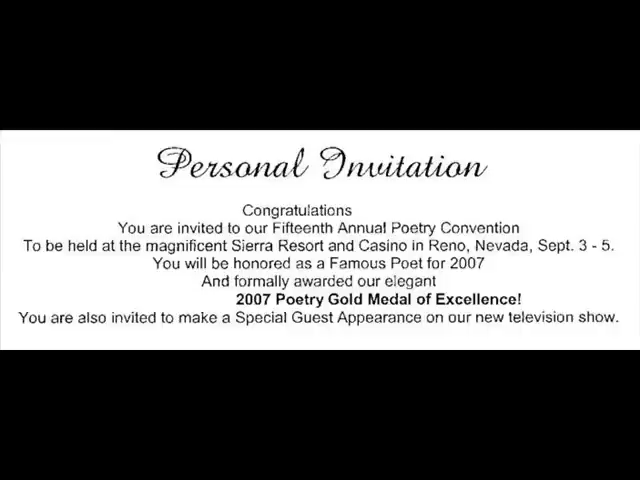 Personal Invitation
Congratulations
You are invited to our Fifteenth Annual Poetry Convention
To be held at the magnificent Sierra Resort and Casino in Reno, Nevada, Sept. 3 - 5.
You will be honored as a Famous Poet for 2007
And formally awarded our elegant
2007 Poetry Gold Medal of Excellence!
You are also invited to make a Special Guest Appearance on our new television show.